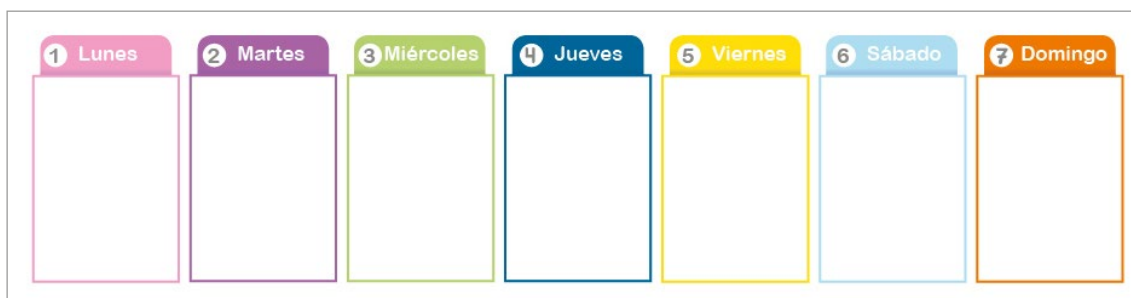 1 Lunes
2 Martes
3 Miércoles
4 Jueves
5 Viernes
6 Sábado
7 Domingo